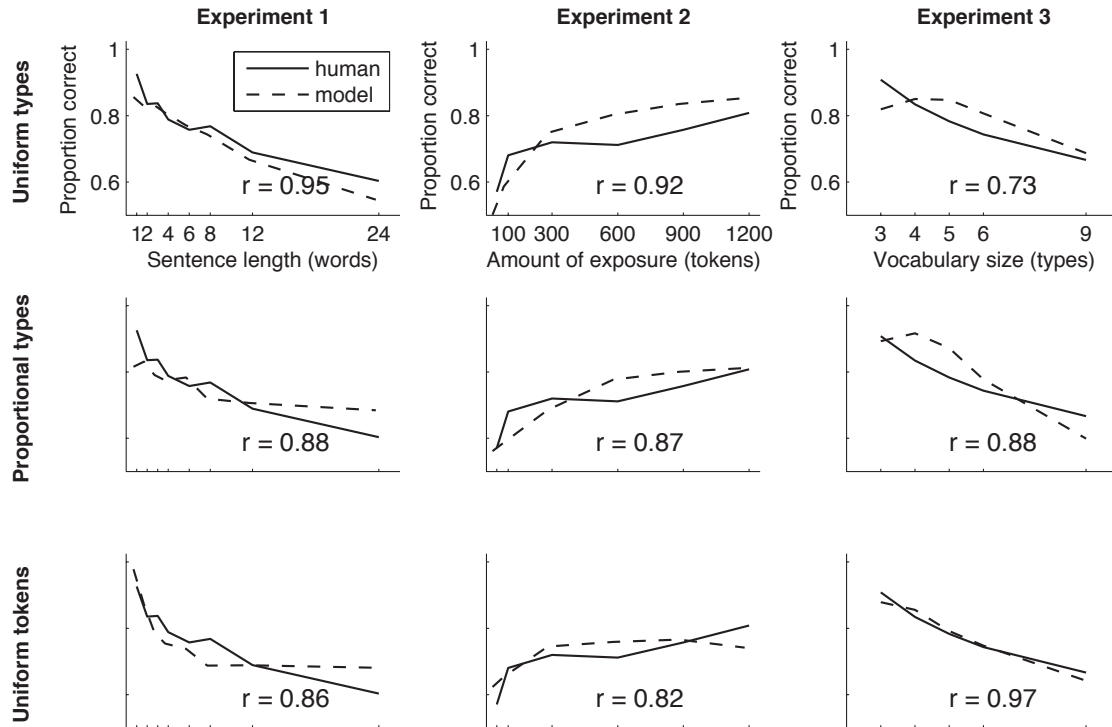 Experiment 1
Experiment 2
Experiment 3
Uniform types
Proportion correct
1
0.8
0.6
human
model
r = 0.95
12 4 6 8 12 24
Sentence length (words)
Proportion correct
1
0.8
0.6
r = 0.92
100 300 600 900 1200
Amount of exposure (tokens)
Proportion correct
1
0.8
0.6
r = 0.73
3 4 5 6 9
Vocabulary size (types)
Proportional types
r = 0.88
r = 0.87
r = 0.88
Uniform tokens
r = 0.86
r = 0.82
r = 0.97